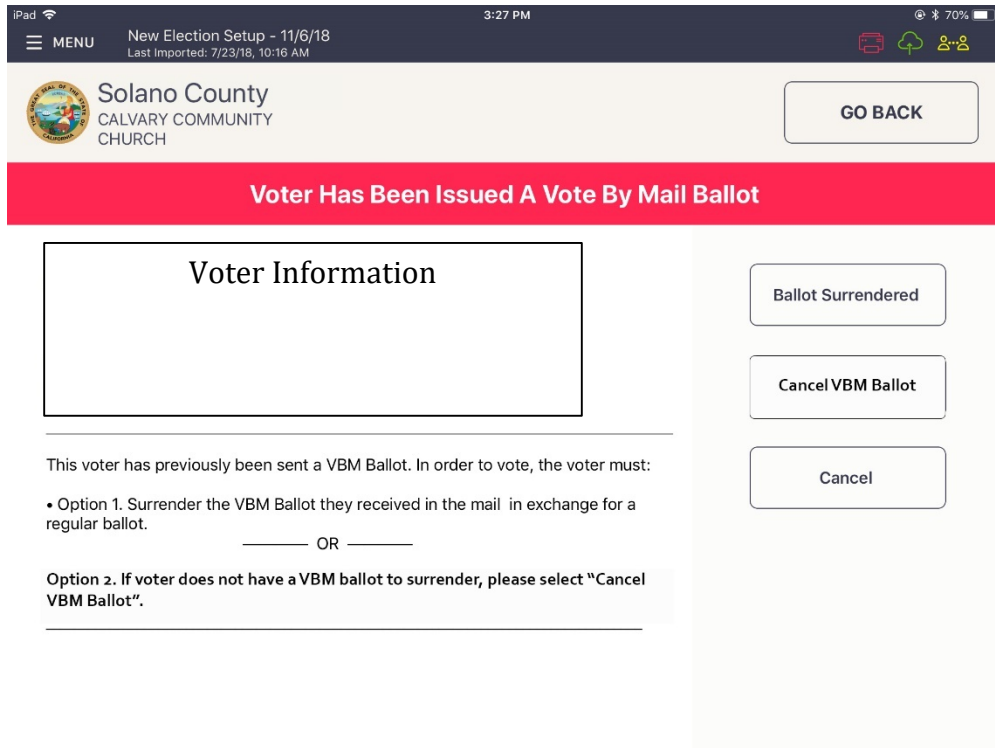 iPad 3:27 PM 70%
MENU New Election Setup - 11/6/18
Last Imported: 7/23/18, 10:16 AM
Solano County
CALVARY COMMUNITY
CHURCH
GO BACK
Voter Has Been Issued A Vote By Mail Ballot
Voter Information
Ballot Surrendered
Cancel VBM Ballot
Cancel
This voter has previously been sent a VBM Ballot. In order to vote, the voter must:
• Option 1. Surrender the VBM Ballot they received in the mail in exchange for a
regular ballot.
OR
Option 2. If voter does not have a VBM ballot to surrender, please select “Cancel
VBM Ballot”.